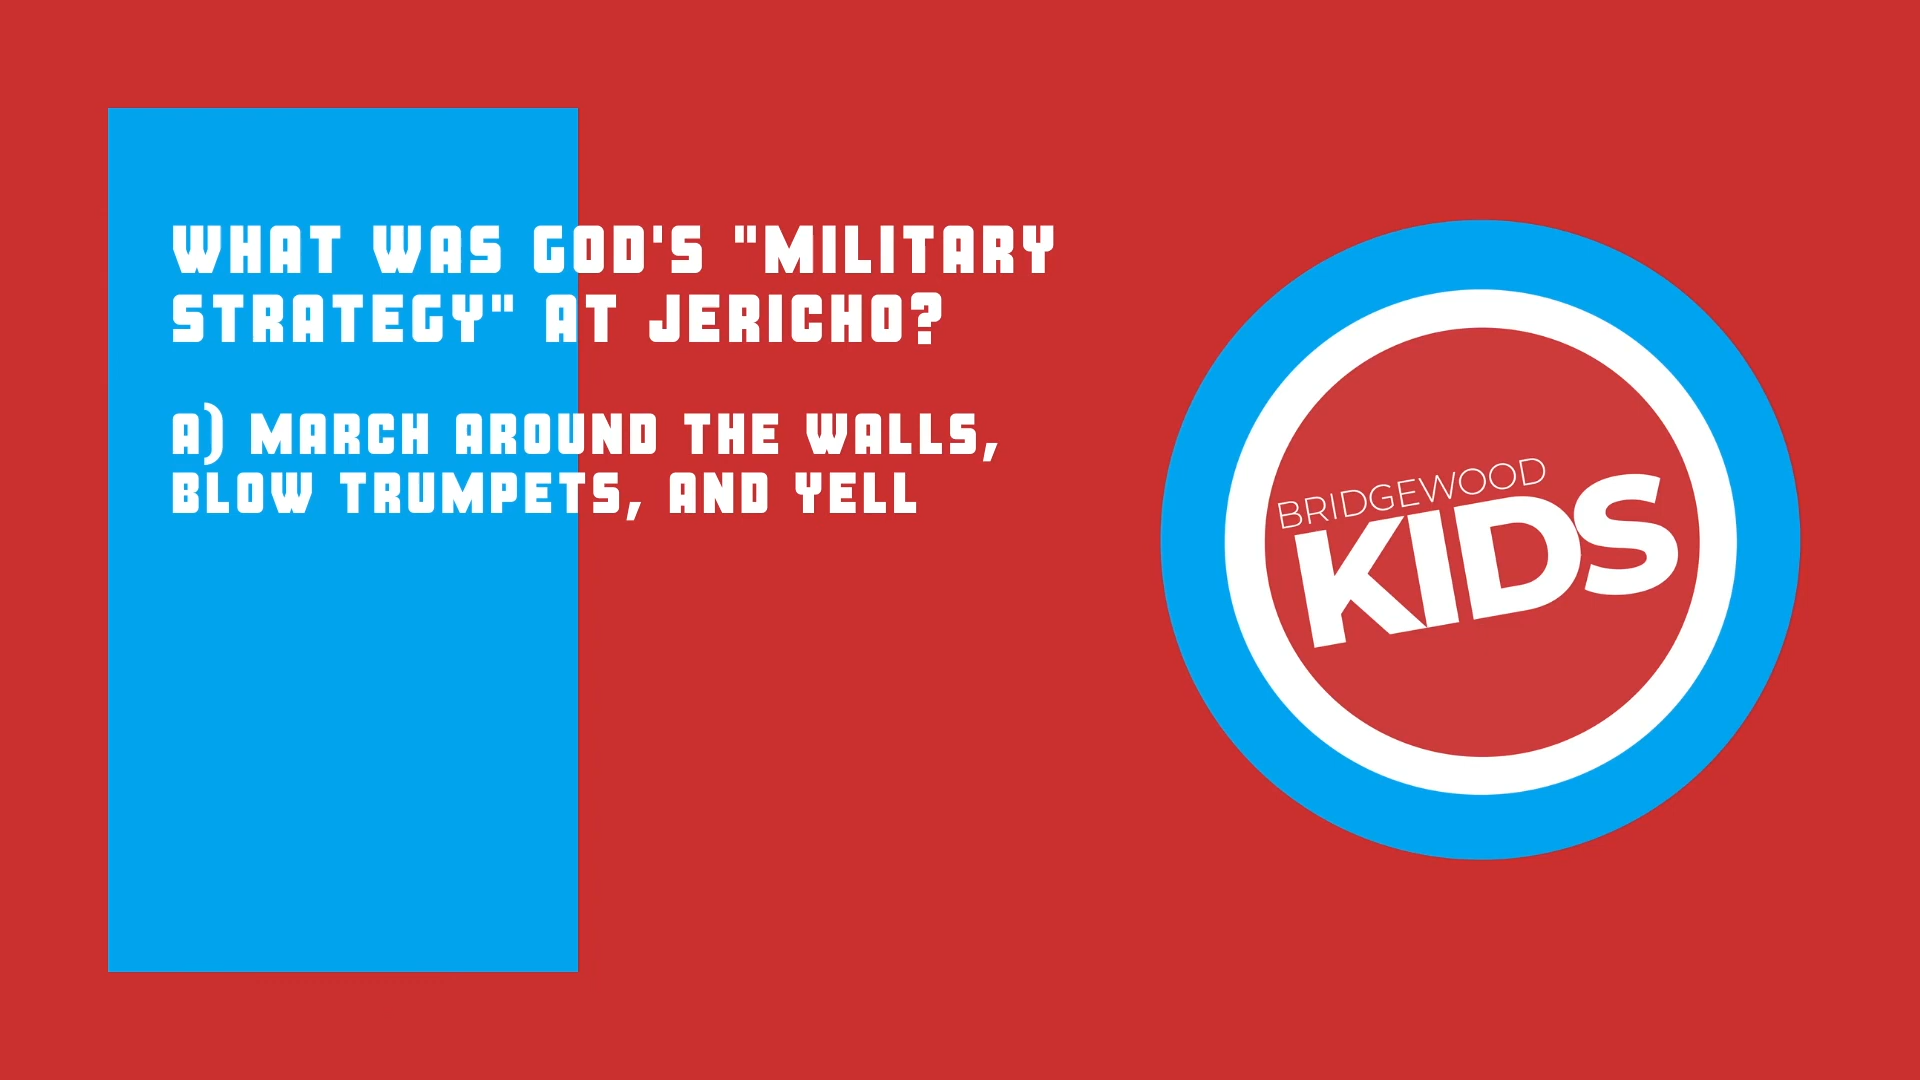 WHAT WAS GOD'S "MILITARY
STRATEGY" AT JERICHO?
A) MARCH AROUND THE WALLS,
BLOW TRUMPETS, AND YELL
BRIDGEWOOD
KIDS